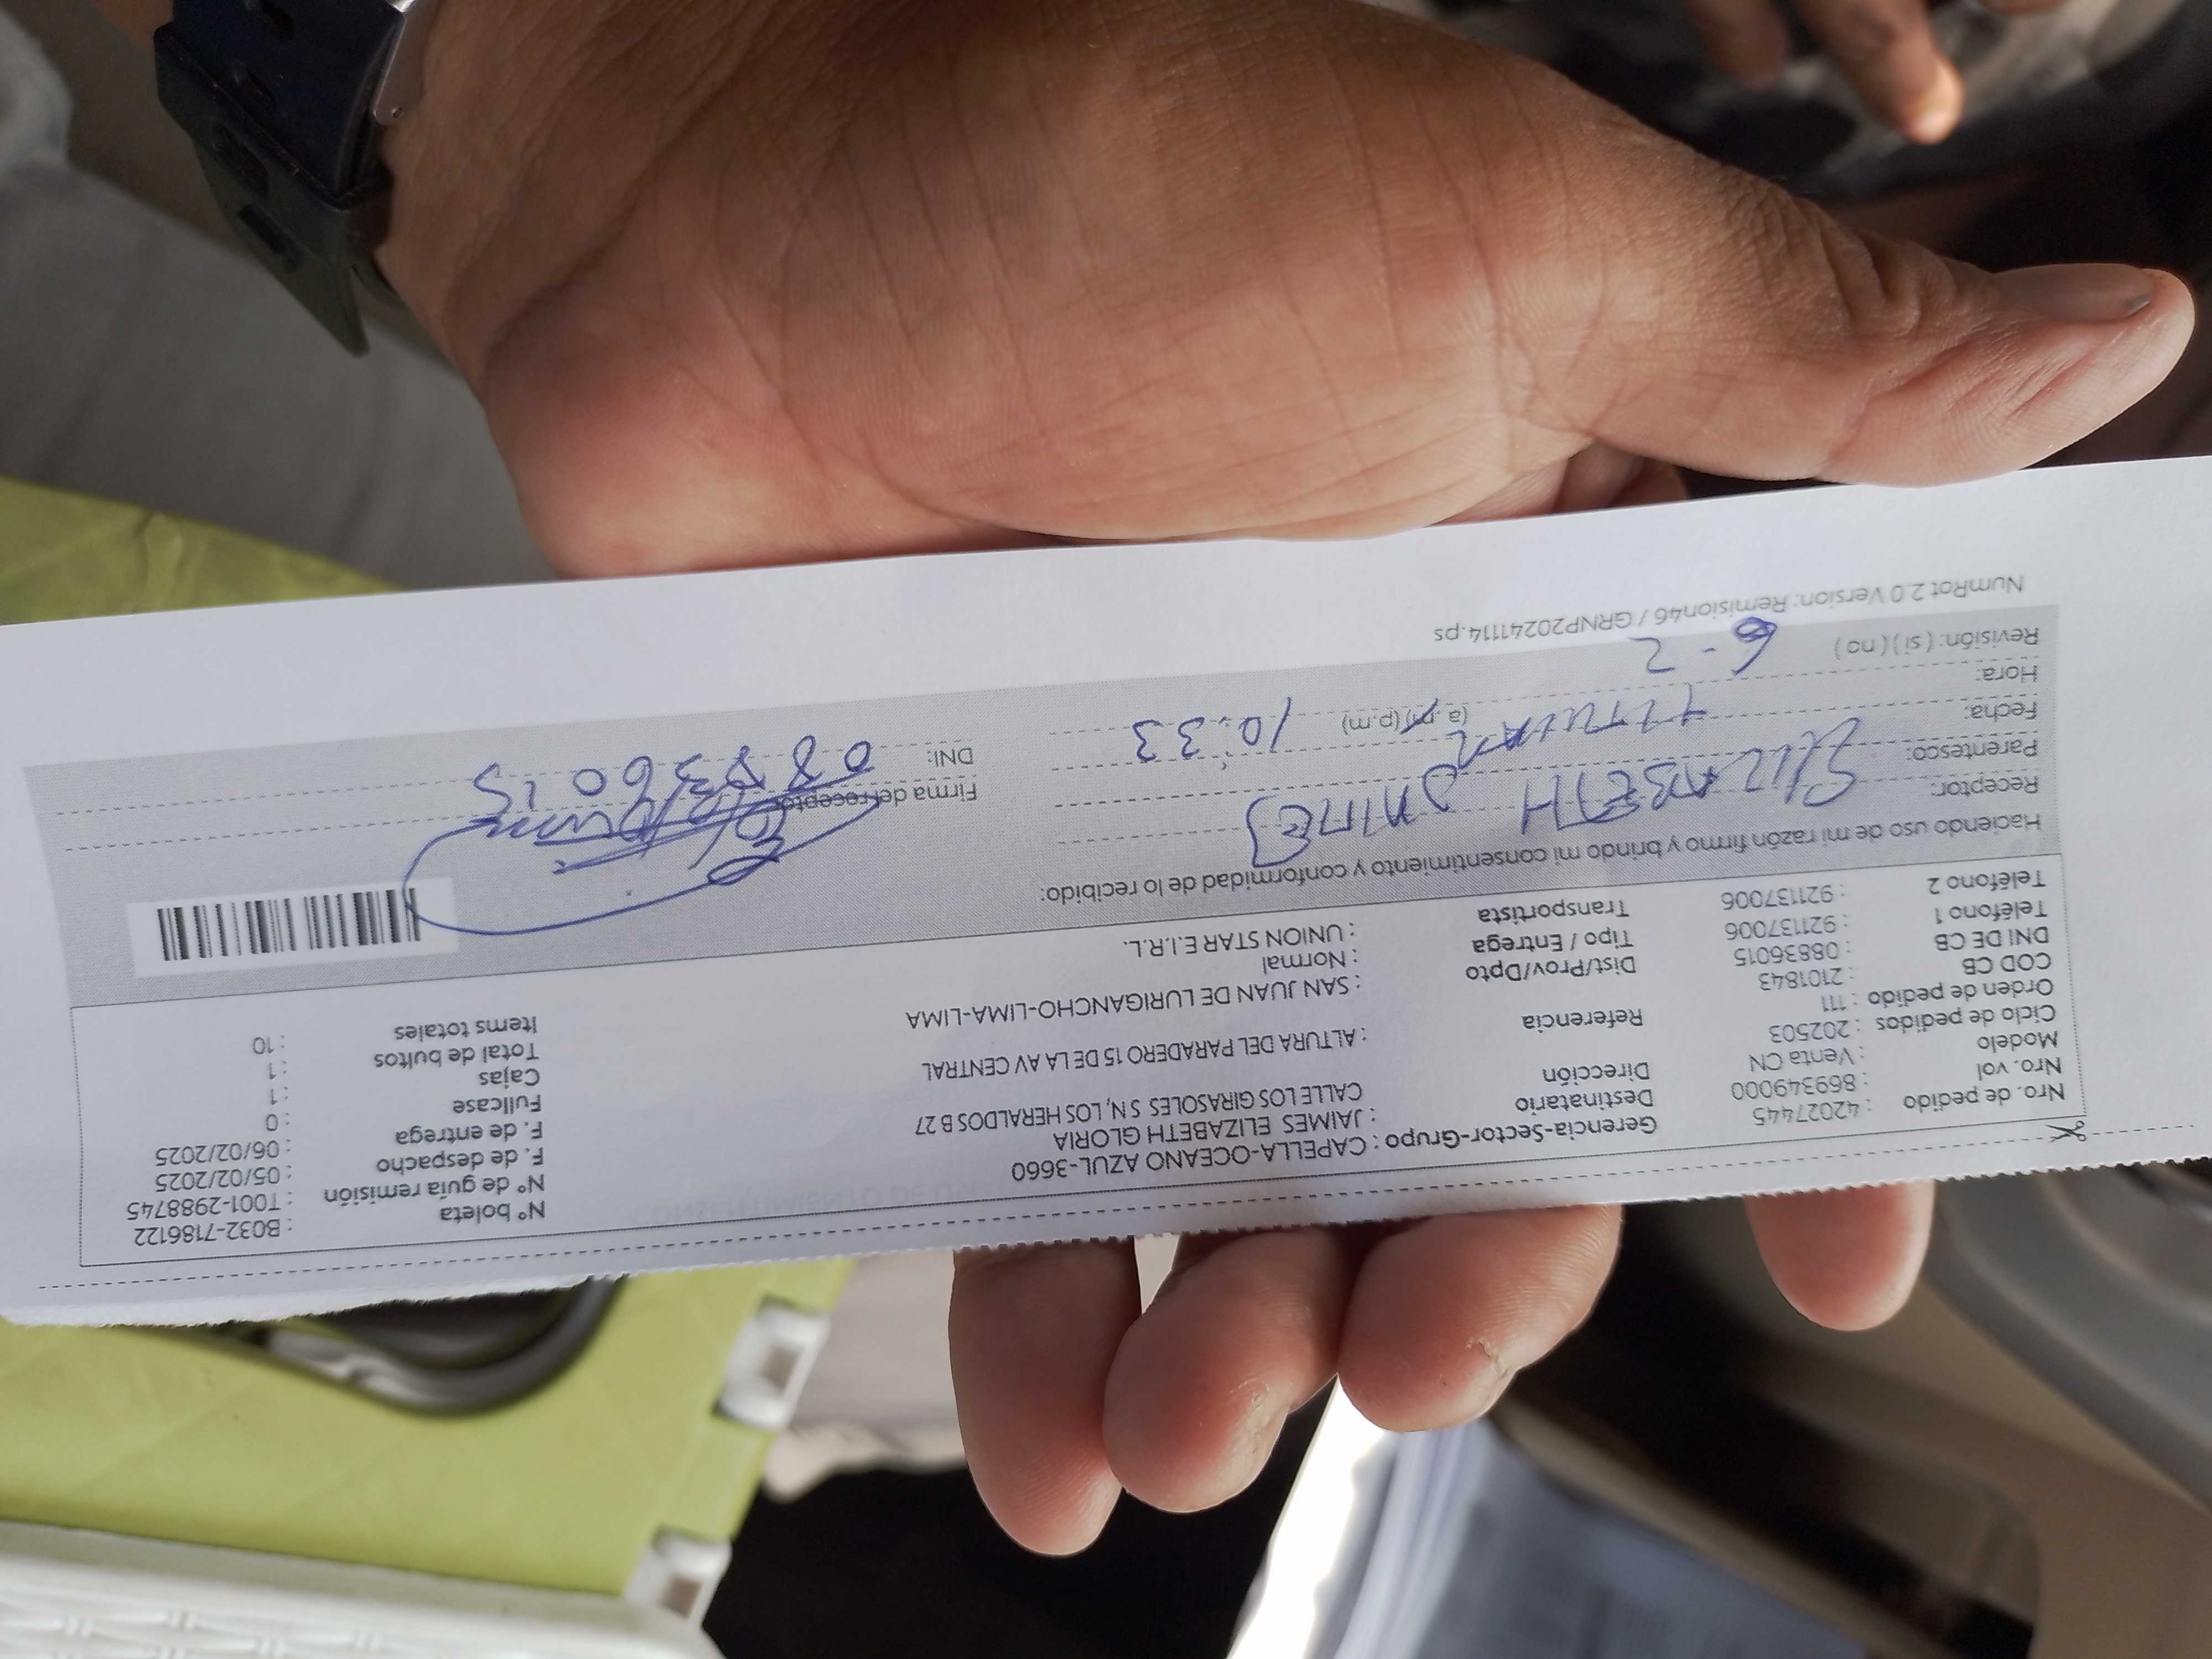 Nro. de pedido : 42027445 Gerencia-Sector-Grupo : CAPELLA-OCEANO AZUL-3660 N° boleta : B032-7186122
Nro. vol : 869349000 Destinatario : JAIMES ELIZABETH GLORIA N° de guía remisión : T001-2988745
Modelo : Venta CN Dirección CALLE LOS GIRASOLES S N, LOS HERALDOS B 27 F. de despacho : 05/02/2025
Ciclo de pedidos : 202503 F. de entrega : 06/02/2025
Orden de pedido : 111 Referencia : ALTURA DEL PARADERO 15 DE LA AV CENTRAL Fullcase : 0
COD CB : 2101843 Cajas : 1
DNI DE CB : 08836015 Dist/Prov/Dpto : SAN JUAN DE LURIGANCHO-LIMA-LIMA Total de bultos : 1
Teléfono 1 : 921137006 Tipo / Entrega : Normal Items totales : 10
Teléfono 2 : 921137006 Transportista : UNION STAR E.I.R.L.
Haciendo uso de mi razón firmo y brindo mi consentimiento y conformidad de lo recibido:
Receptor: ELIZABETH JAIMES
Parentesco: TITULAR Firma del receptor
Fecha: 6-2 DNI: 08836015
Hora: 10:33 (a.m) (p.m)
Revisión: (si) (no)
NumRot 2.0 Version: Remision46 / GRNP20241114.ps